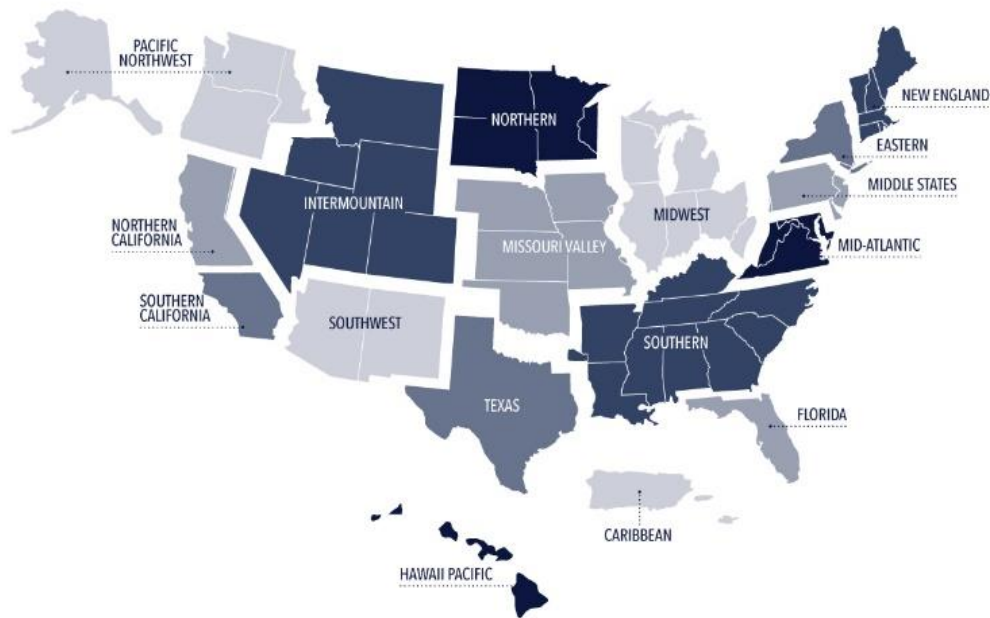 PACIFIC
NORTHWEST
NORTHERN
NEW ENGLAND
EASTERN
MIDDLE STATES
INTERMOUNTAIN
MIDWEST
NORTHERN
CALIFORNIA
MISSOURI VALLEY
MID-ATLANTIC
SOUTHERN
CALIFORNIA
SOUTHWEST
SOUTHERN
TEXAS
FLORIDA
CARIBBEAN
HAWAII PACIFIC